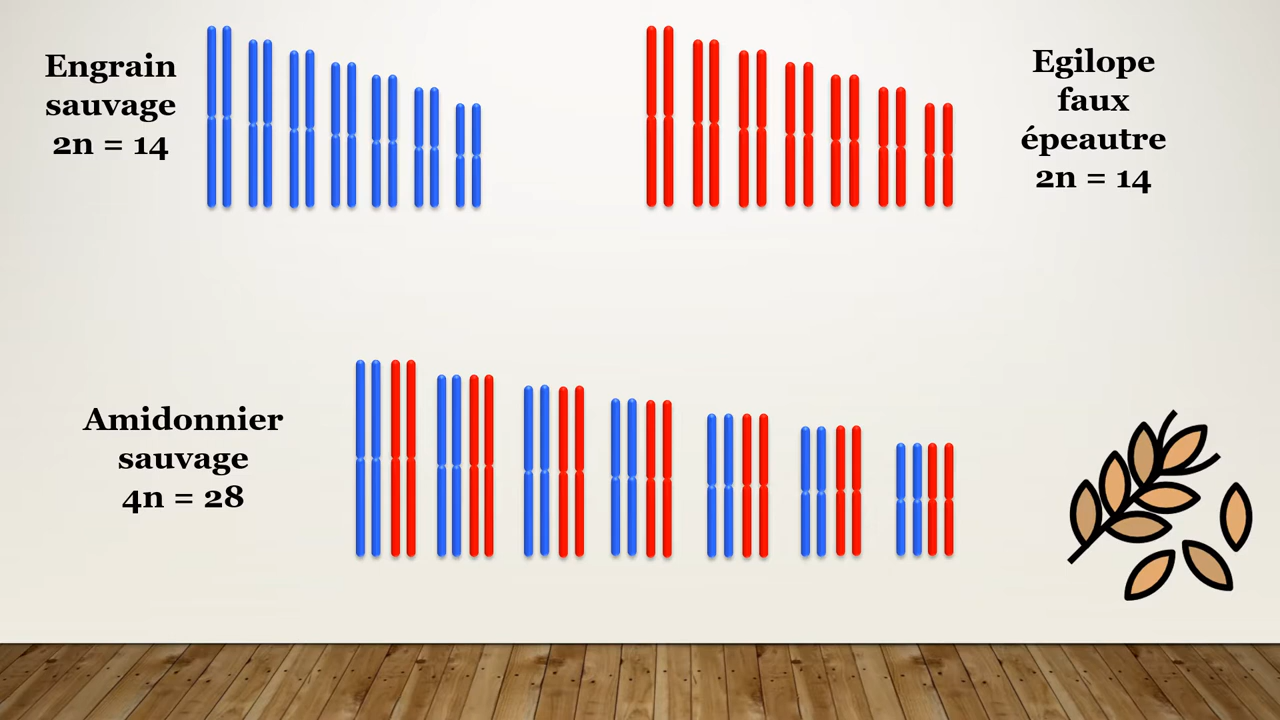 Engrain
sauvage
2n = 14
Egilope
faux
épeautre
2n = 14
Amidonnier
sauvage
4n = 28